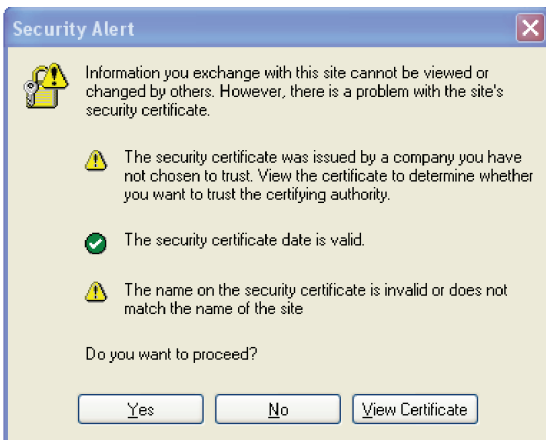 Security Alert
Information you exchange with this site cannot be viewed or
changed by others. However, there is a problem with the site's
security certificate.
The security certificate was issued by a company you have
not chosen to trust. View the certificate to determine whether
you want to trust the certifying authority.
The security certificate date is valid.
The name on the security certificate is invalid or does not
match the name of the site
Do you want to proceed?
Yes No View Certificate